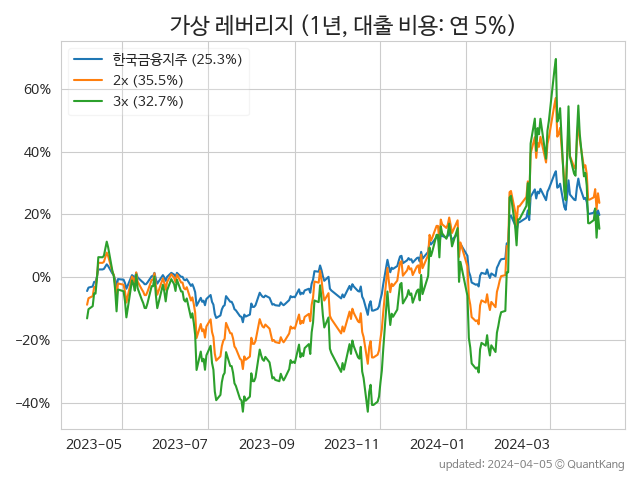 가상 레버리지 (1년, 대출 비용: 연 5%)
한국금융지주 (25.3%)
2x (35.5%)
3x (32.7%)
60%
40%
20%
0%
−20%
−40%
2023-05 2023-07 2023-09 2023-11 2024-01 2024-03
updated: 2024-04-05 © QuantKang